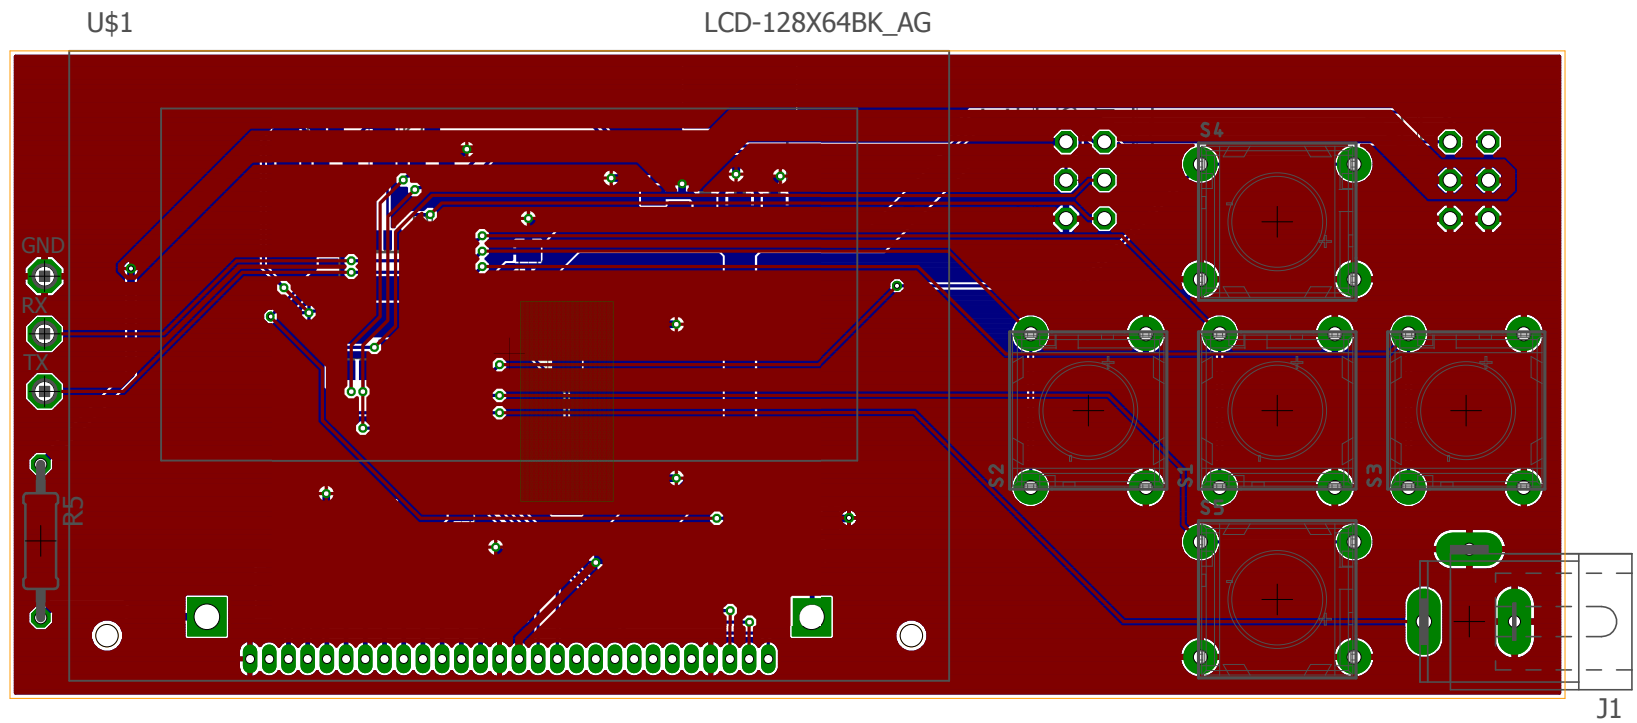 U$1
LCD-128X64BK_AG
S4
GND
RX
TX
S2
S1
S3
R5
S5
J1